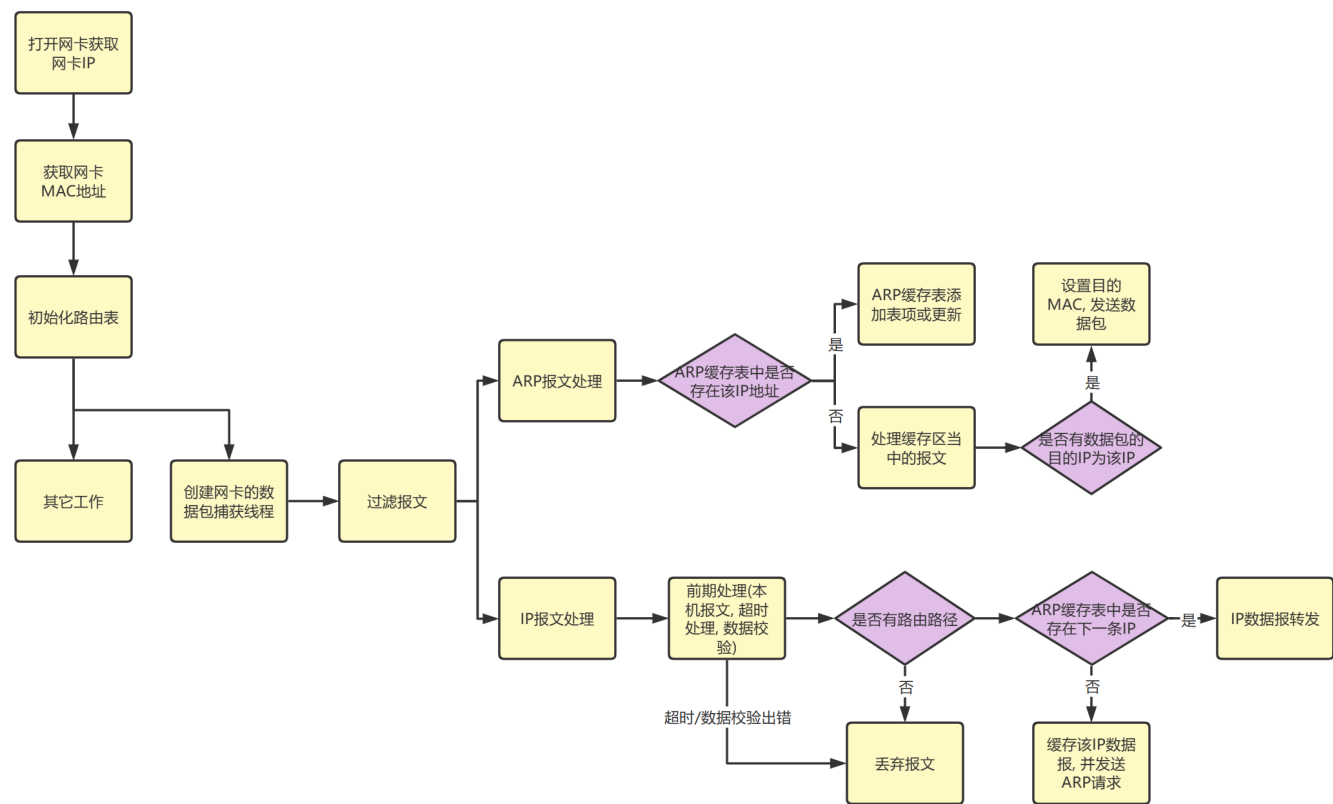 打开网卡获取
网卡IP
获取网卡
MAC地址
初始化路由表
其它工作
创建网卡的数
据包捕获线程
过滤报文
ARP报文处理
ARP缓存表中是否
存在该IP地址
是
ARP缓存表添
加表项或更新
否
处理缓存区当
中的报文
是否有数据包的
目的IP为该IP
是
设置目的
MAC, 发送数
据包
IP报文处理
前期处理(本
机报文, 超时
处理, 数据校
验)
超时/数据校验出错
是否有路由路径
否
丢弃报文
ARP缓存表中是否
存在下一条IP
是
IP数据报转发
否
缓存该IP数据
报, 并发送
ARP请求